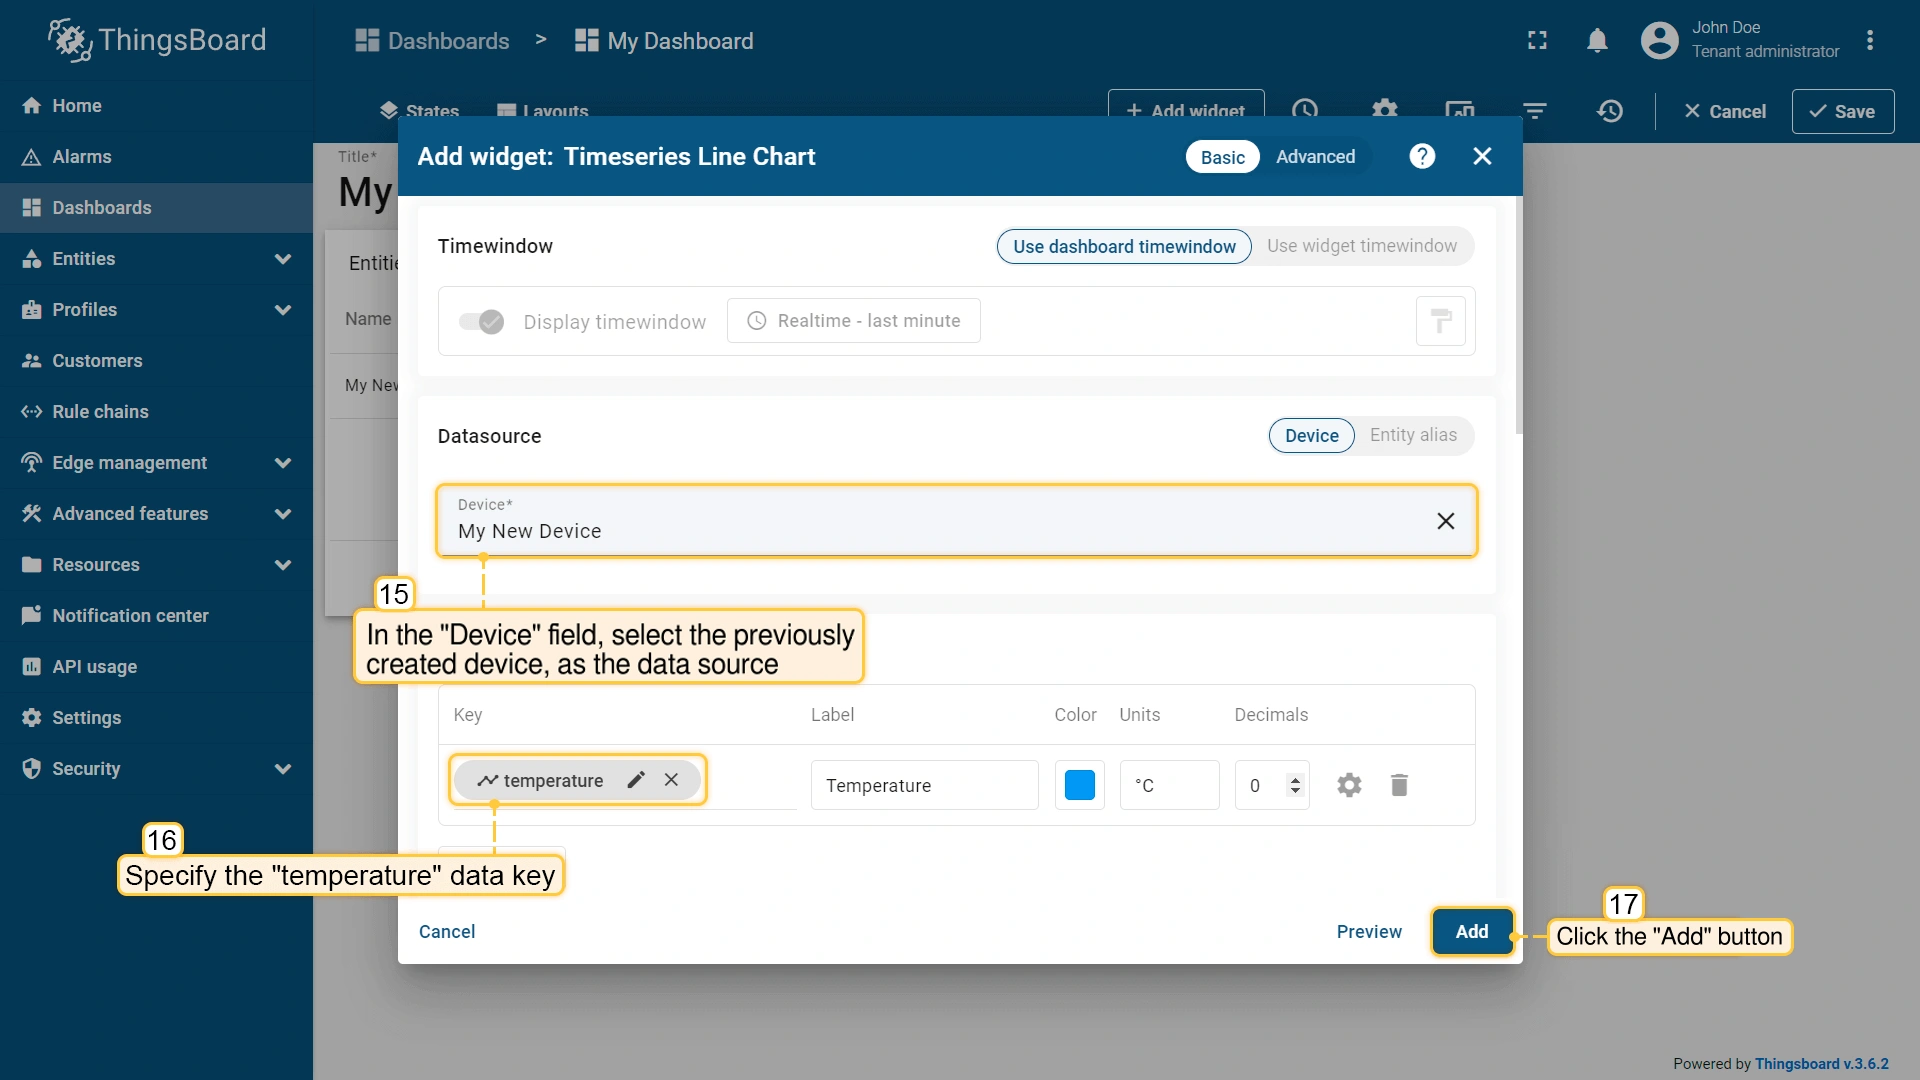 ThingsBoard
Dashboards > My Dashboard
John Doe
Tenant administrator
Home
Alarms
Dashboards
Entities
Profiles
Customers
Rule chains
Edge management
Advanced features
Resources
Notification center
API usage
Settings
Security
States
Layouts
+ Add widget
Cancel
Save
Title*
My
Entitie
Name
My New
Add widget: Timeseries Line Chart
Basic
Advanced
?
Timewindow
Use dashboard timewindow
Use widget timewindow
Display timewindow
Realtime - last minute
Datasource
Device
Entity alias
Device*
My New Device
15
In the "Device" field, select the previously
created device, as the data source
Key
Label
Color
Units
Decimals
temperature
Temperature
°C
0
16
Specify the "temperature" data key
Cancel
Preview
Add
17
Click the "Add" button
Powered by Thingsboard v.3.6.2